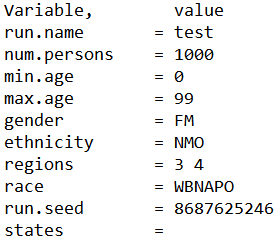 Variable,       value
run.name      = test
num.persons   = 1000
min.age       = 0
max.age       = 99
gender        = FM
ethnicity     = NMO
regions       = 3 4
race          = WBNAPO
run.seed      = 8687625246
states        =